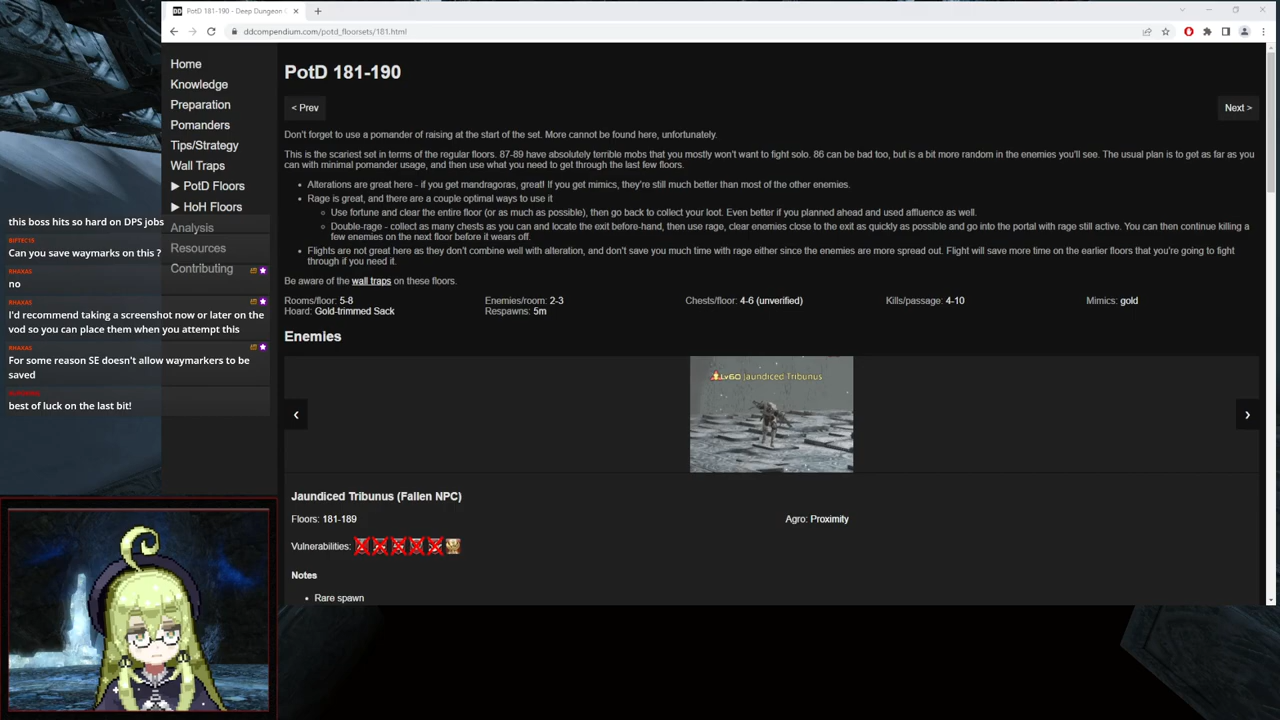 PotD 181-190 - Deep Dungeon
ddcompendium.com/potd_floorsets/181.html
Home
Knowledge
Preparation
Pomanders
Tips/Strategy
Wall Traps
▶ PotD Floors
▶ HoH Floors
Analysis
Resources
Contributing
this boss hits so hard on DPS jobs
BIFTEC15
Can you save waymarks on this ?
RHAXAS
no
RHAXAS
I'd recommend taking a screenshot now or later on the
vod so you can place them when you attempt this
RHAXAS
For some reason SE doesn't allow waymarkers to be
saved
best of luck on the last bit!
PotD 181-190
< Prev
Next >
Don't forget to use a pomander of raising at the start of the set. More cannot be found here, unfortunately.
This is the scariest set in terms of the regular floors. 87-89 have absolutely terrible mobs that you mostly won't want to fight solo. 86 can be bad too, but is a bit more random in the enemies you'll see. The usual plan is to get as far as you
can with minimal pomander usage, and then use what you need to get through the last few floors.
• Alterations are great here - if you get mandragoras, great! If you get mimics, they're still much better than most of the other enemies.
• Rage is great, and there are a couple optimal ways to use it
Use fortune and clear the entire floor (or as much as possible), then go back to collect your loot. Even better if you planned ahead and used affluence as well.
Double-rage - collect as many chests as you can and locate the exit before-hand, then use rage, clear enemies close to the exit as quickly as possible and go into the portal with rage still active. You can then continue killing a
few enemies on the next floor before it wears off.
• Flights are not great here as they don't combine well with alteration, and don't save you much time with rage either since the enemies are more spread out. Flight will save more time on the earlier floors that you're going to fight
through if you need it.
Be aware of the wall traps on these floors.
Rooms/floor: 5-8
Enemies/room: 2-3
Chests/floor: 4-6 (unverified)
Kills/passage: 4-10
Mimics: gold
Hoard: Gold-trimmed Sack
Respawns: 5m
Enemies
Lv60 Jaundiced Tribunus
Jaundiced Tribunus (Fallen NPC)
Floors: 181-189
Agro: Proximity
Vulnerabilities:
Notes
• Rare spawn